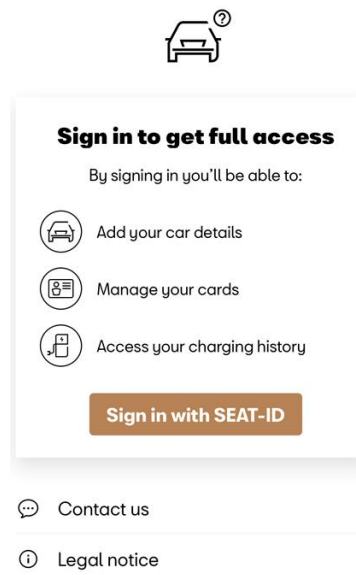 ?
Sign in to get full access
By signing in you'll be able to:
Add your car details
Manage your cards
Access your charging history
Sign in with SEAT-ID
Contact us
Legal notice